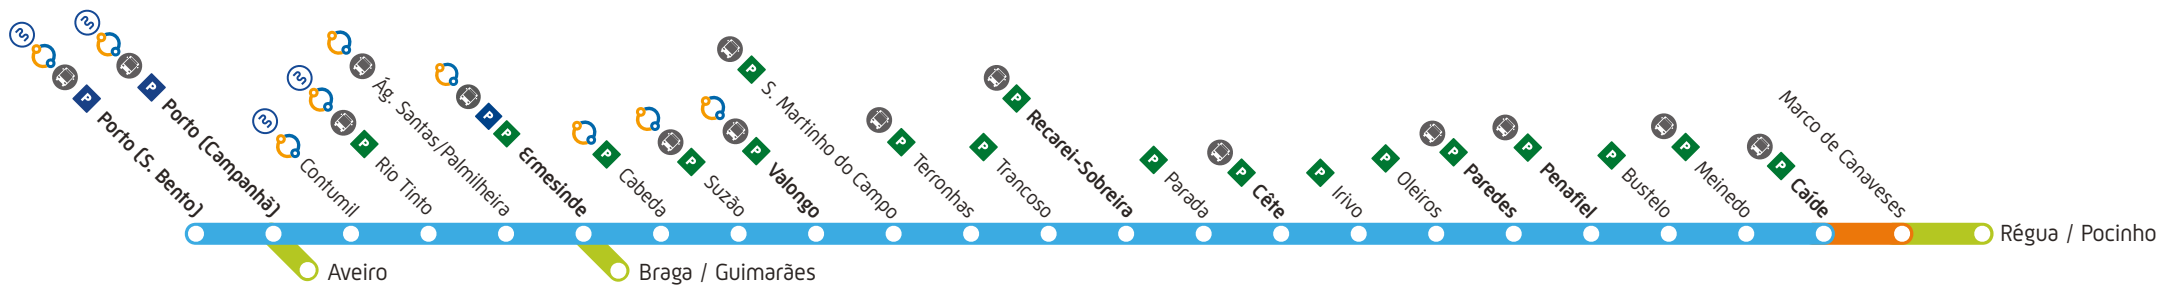 P Porto (S. Bento)
P Porto (Campanhã)
Contumil
P Rio Tinto
Ág. Santas/Palmilheira
P P Ermesinde
P Cabeda
P Suzão
P Valongo
P S. Martinho do Campo
P Terronhas
P Trancoso
P Recarei-Sobreira
P Parada
P Cête
P Irivo
P Oleiros
P Paredes
P Penafiel
P Bustelo
P Meinedo
P Caíde
Marco de Canaveses
Régua / Pocinho
Aveiro
Braga / Guimarães